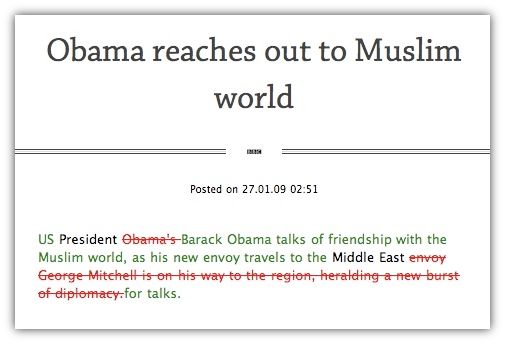 Obama reaches out to Muslim
world
BBC
Posted on 27.01.09 02:51
US President Obama's Barack Obama talks of friendship with the
Muslim world, as his new envoy travels to the Middle East envoy
George Mitchell is on his way to the region, heralding a new burst
of diplomacy.for talks.